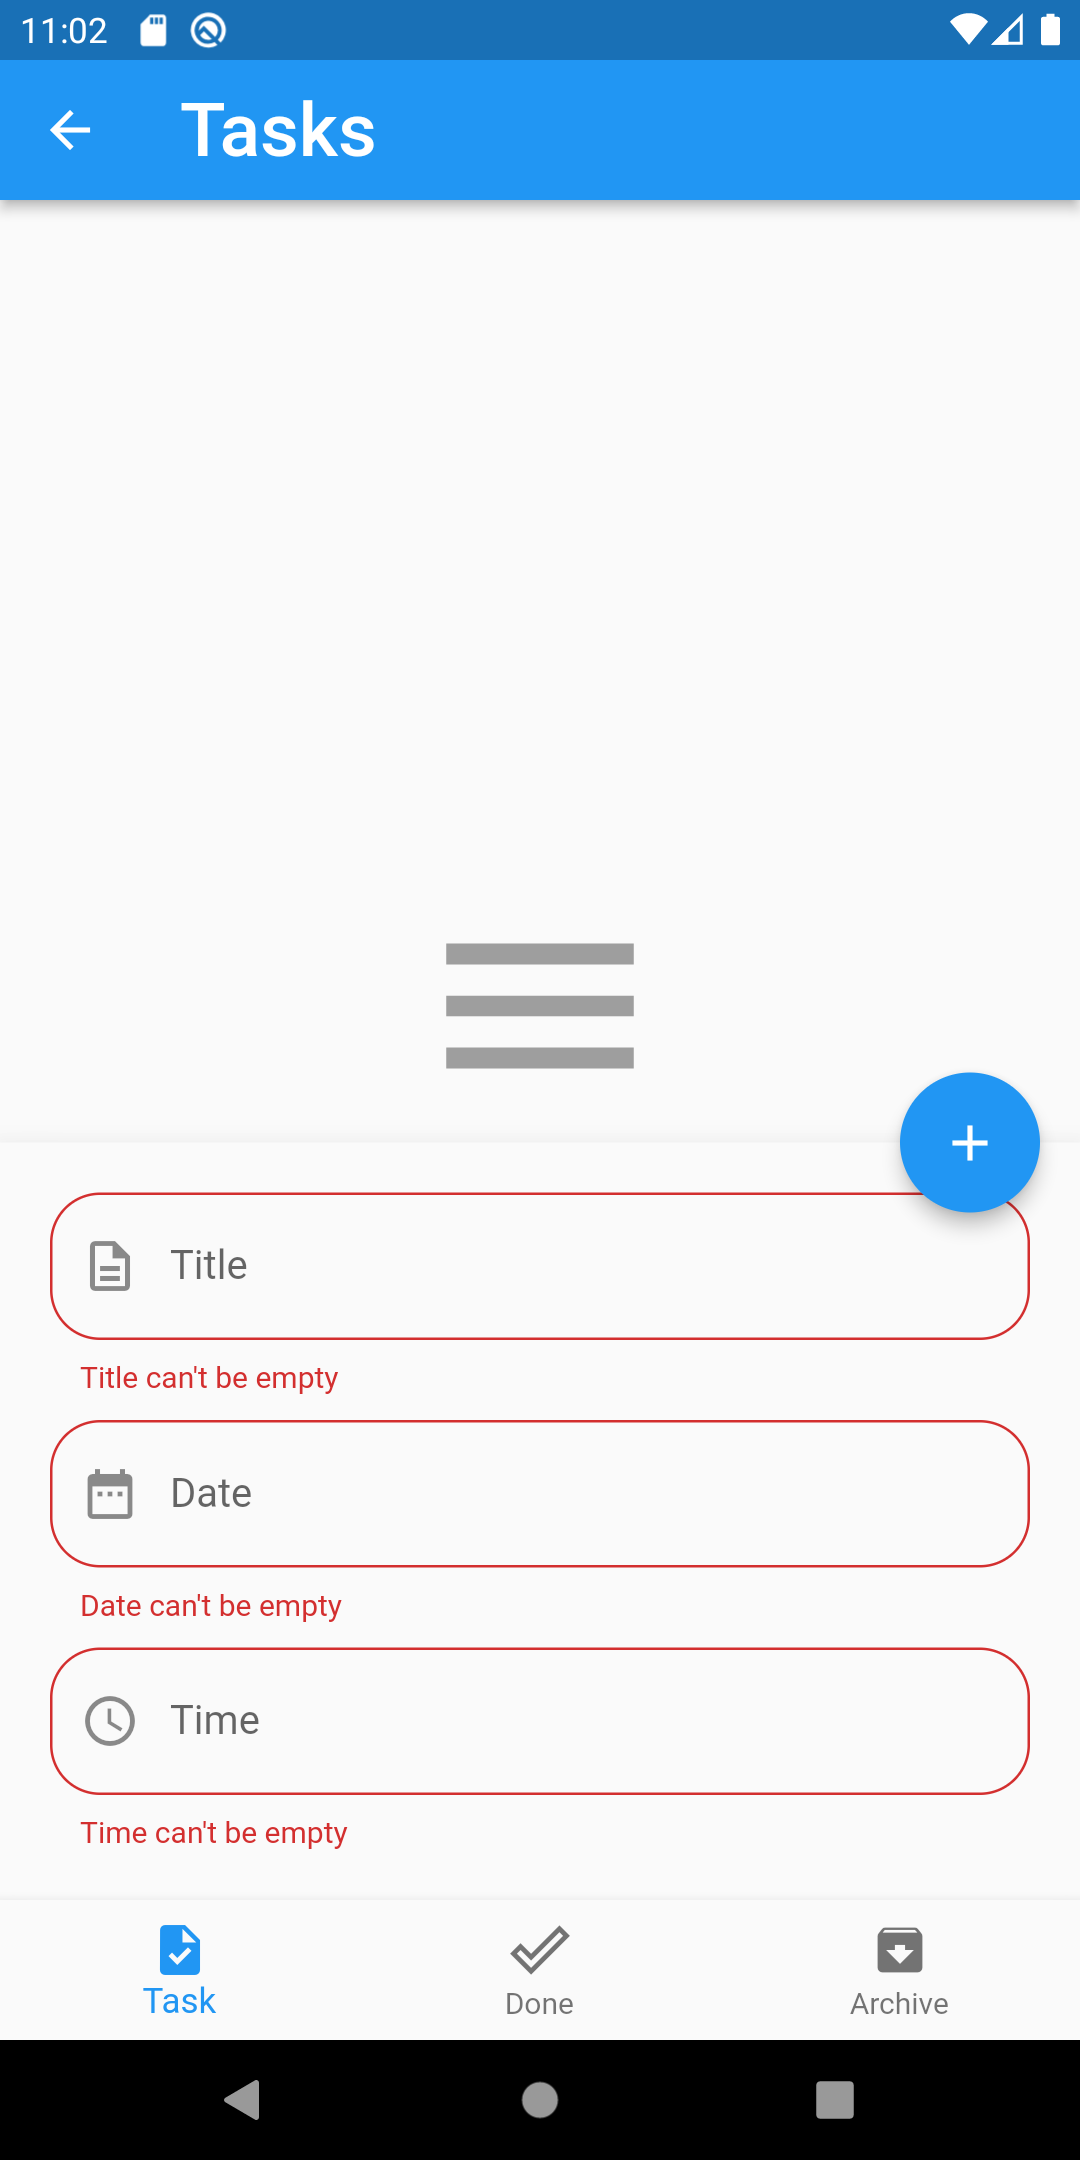 11:02
Tasks
Title
Title can't be empty
Date
Date can't be empty
Time
Time can't be empty
Task
Done
Archive